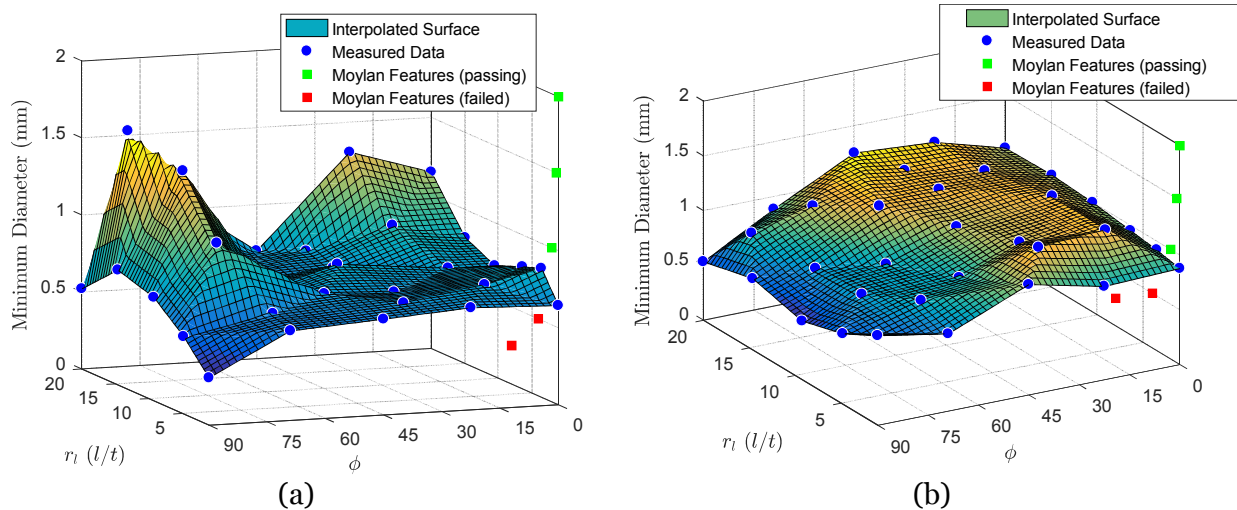 Interpolated Surface
Measured Data
Moylan Features (passing)
Moylan Features (failed)
Minimum Diameter (mm)
2
1.5
1
0.5
0
20
15
10
5
r_l (l/t)
90
75
60
45
30
15
0
ϕ
(a)
Interpolated Surface
Measured Data
Moylan Features (passing)
Moylan Features (failed)
Minimum Diameter (mm)
2
1.5
1
0.5
0
20
15
10
5
r_l (l/t)
90
75
60
45
30
15
0
ϕ
(b)